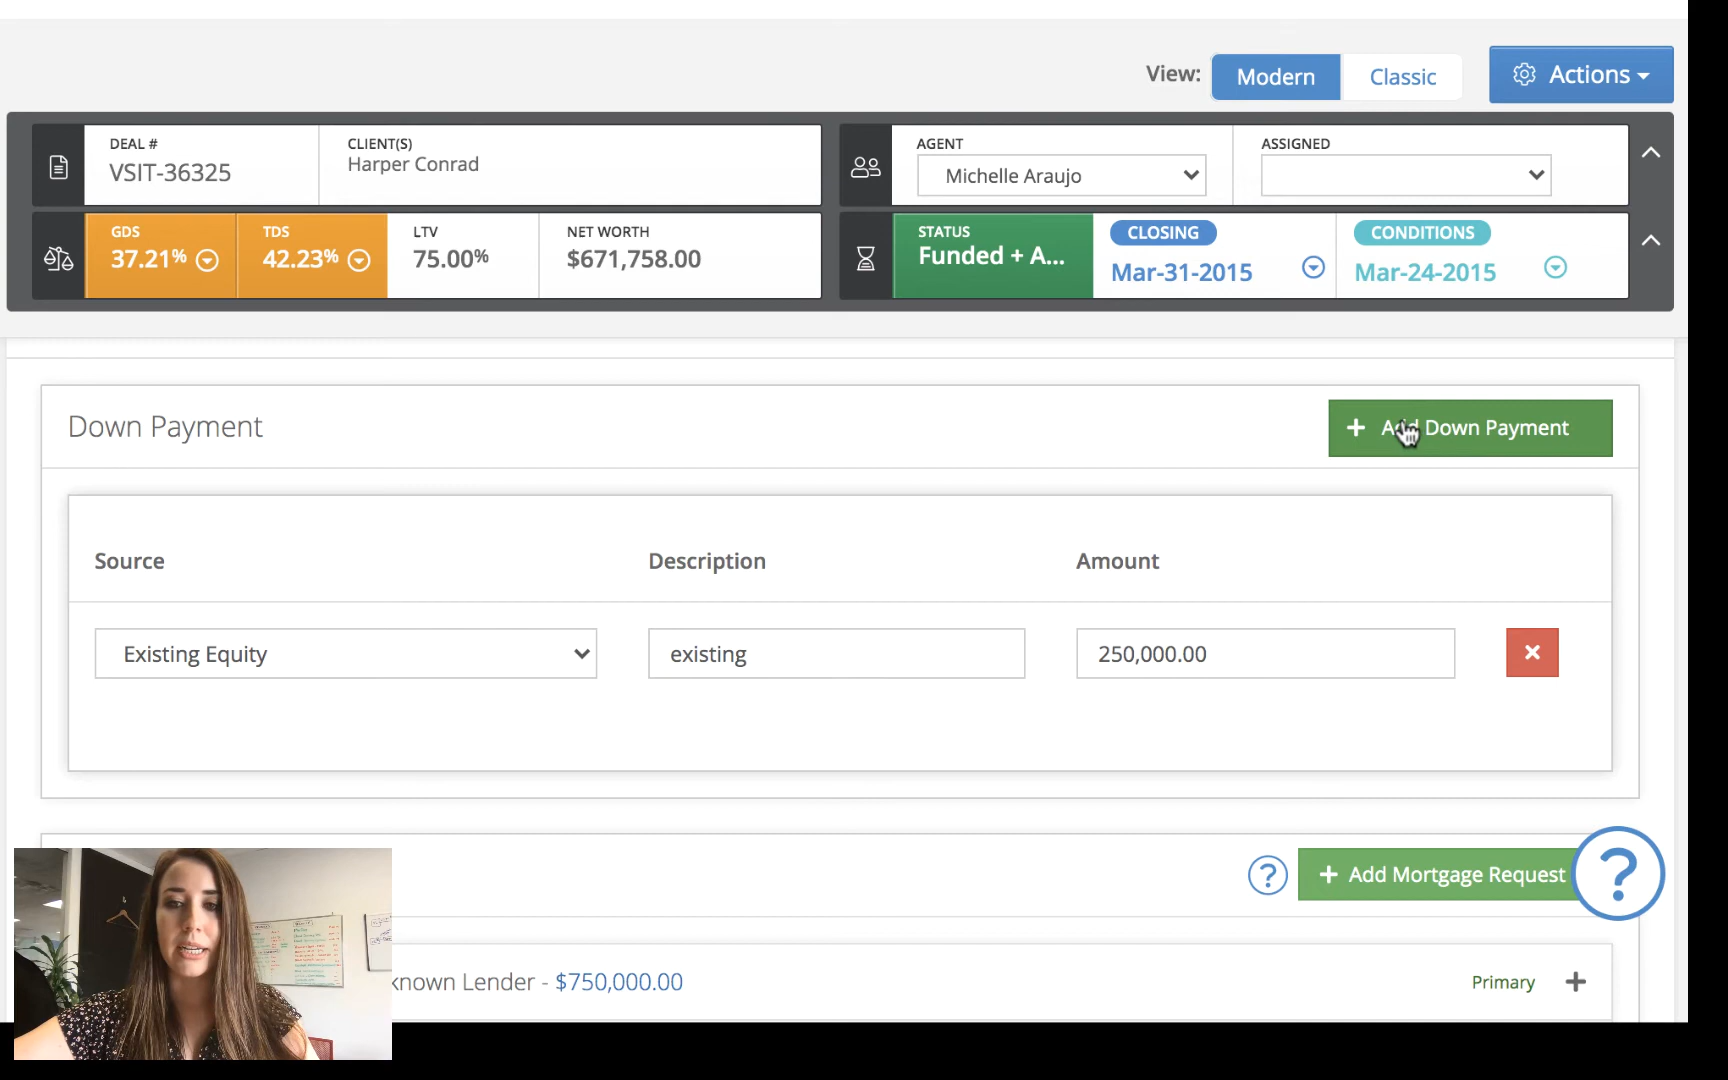 View: Modern Classic Actions
DEAL #
VSIT-36325
CLIENT(S)
Harper Conrad
AGENT
Michelle Araujo
ASSIGNED
GDS
37.21%
TDS
42.23%
LTV
75.00%
NET WORTH
$671,758.00
STATUS
Funded + A...
CLOSING
Mar-31-2015
CONDITIONS
Mar-24-2015
Down Payment
+ Add Down Payment
Source Description Amount
Existing Equity existing 250,000.00
? + Add Mortgage Request ?
known Lender - $750,000.00 Primary +